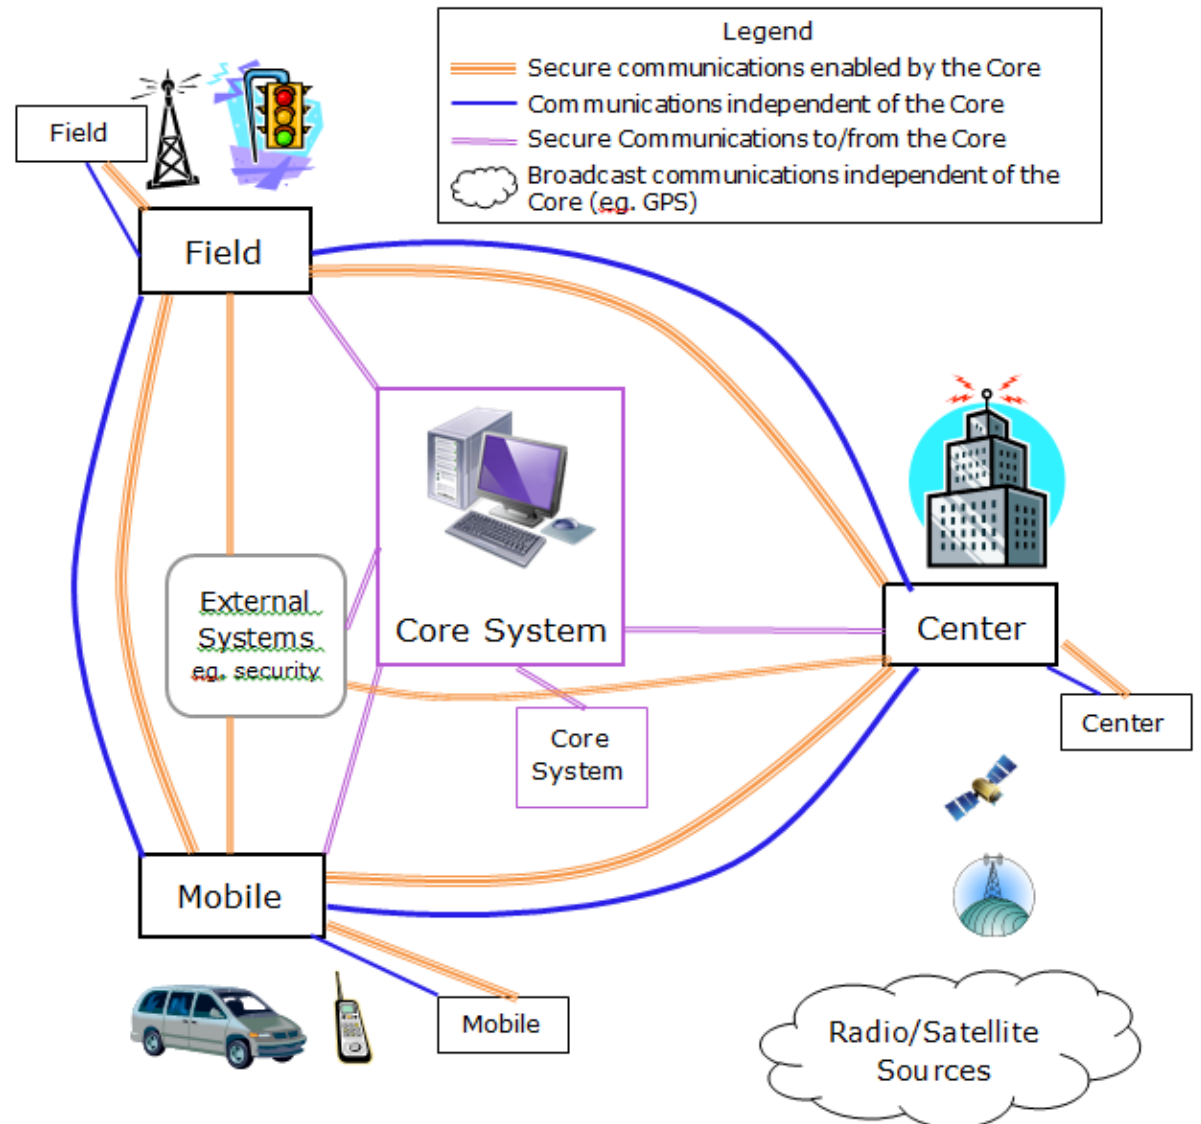 Legend
Secure communications enabled by the Core
Communications independent of the Core
Secure Communications to/from the Core
Broadcast communications independent of the
Core (eg. GPS)
Field
Field
External
Systems
eg. security
Core System
Center
Center
Core
System
Mobile
Mobile
Radio/Satellite
Sources